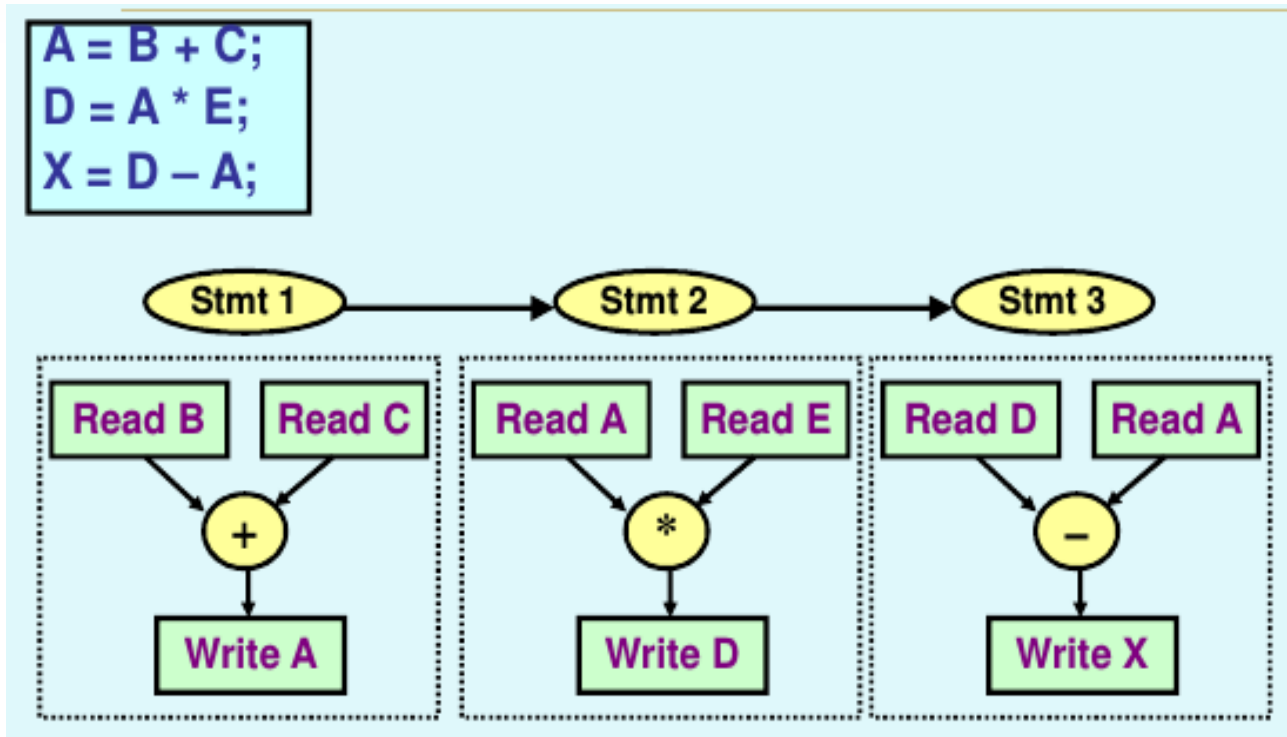 A = B + C;
D = A * E;
X = D – A;
Stmt 1 Stmt 2 Stmt 3
Read B Read C Read A Read E Read D Read A
+ * –
Write A Write D Write X